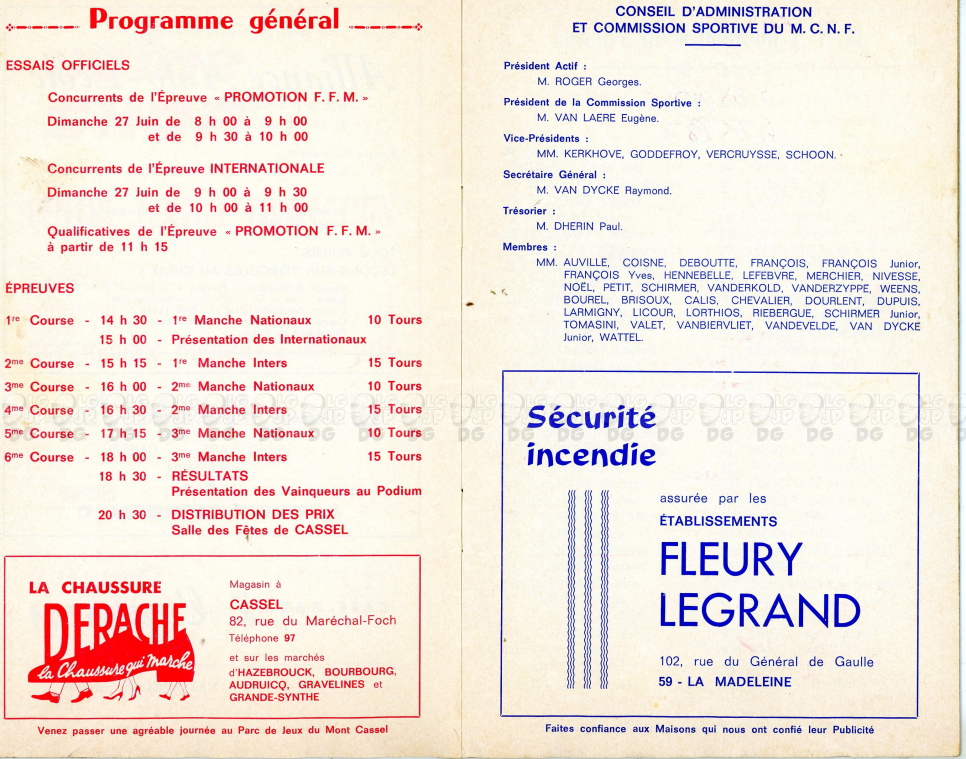 Programme général
ESSAIS OFFICIELS
Concurrents de l'Épreuve « PROMOTION F. F. M. »
Dimanche 27 Juin de 8 h 00 à 9 h 00
et de 9 h 30 à 10 h 00
Concurrents de l'Épreuve INTERNATIONALE
Dimanche 27 Juin de 9 h 00 à 9 h 30
et de 10 h 00 à 11 h 00
Qualificatives de l'Épreuve « PROMOTION F. F. M. »
à partir de 11 h 15
ÉPREUVES
1re Course - 14 h 30 - 1re Manche Nationaux 10 Tours
15 h 00 - Présentation des Internationaux
2me Course - 15 h 15 - 1re Manche Inters 15 Tours
3me Course - 16 h 00 - 2me Manche Nationaux 10 Tours
4me Course - 16 h 30 - 2me Manche Inters 15 Tours
5me Course - 17 h 15 - 3me Manche Nationaux 10 Tours
6me Course - 18 h 00 - 3me Manche Inters 15 Tours
18 h 30 - RÉSULTATS
Présentation des Vainqueurs au Podium
20 h 30 - DISTRIBUTION DES PRIX
Salle des Fêtes de CASSEL
LA CHAUSSURE
DERACHE
la Chaussure qui marche
Magasin à
CASSEL
82, rue du Maréchal-Foch
Téléphone 97
et sur les marchés
d'HAZEBROUCK, BOURBOURG,
AUDRUICQ, GRAVELINES et
GRANDE-SYNTHE
Venez passer une agréable journée au Parc de Jeux du Mont Cassel
CONSEIL D'ADMINISTRATION
ET COMMISSION SPORTIVE DU M. C. N. F.
Président Actif :
M. ROGER Georges.
Président de la Commission Sportive :
M. VAN LAERE Eugène.
Vice-Présidents :
MM. KERKHOVE, GODDEFROY, VERCRUYSSE, SCHOON.
Secrétaire Général :
M. VAN DYCKE Raymond.
Trésorier :
M. DHERIN Paul.
Membres :
MM. AUVILLE, COISNE, DEBOUTTE, FRANÇOIS, FRANÇOIS Junior,
FRANÇOIS Yves, HENNEBELLE, LEFEBVRE, MERCHIER, NIVESSE,
NOËL, PETIT, SCHIRMER, VANDERKOLD, VANDERZYPPE, WEENS,
BOUREL, BRISOUX, CALIS, CHEVALIER, DOURLENT, DUPUIS,
LARMIGNY, LICOUR, LORTHIOS, RIEBERGUE, SCHIRMER Junior,
TOMASINI, VALET, VANBIERVLIET, VANDEVELDE, VAN DYCKE
Junior, WATTEL.
Sécurité
incendie
assurée par les
ÉTABLISSEMENTS
FLEURY
LEGRAND
102, rue du Général de Gaulle
59 - LA MADELEINE
Faites confiance aux Maisons qui nous ont confié leur Publicité